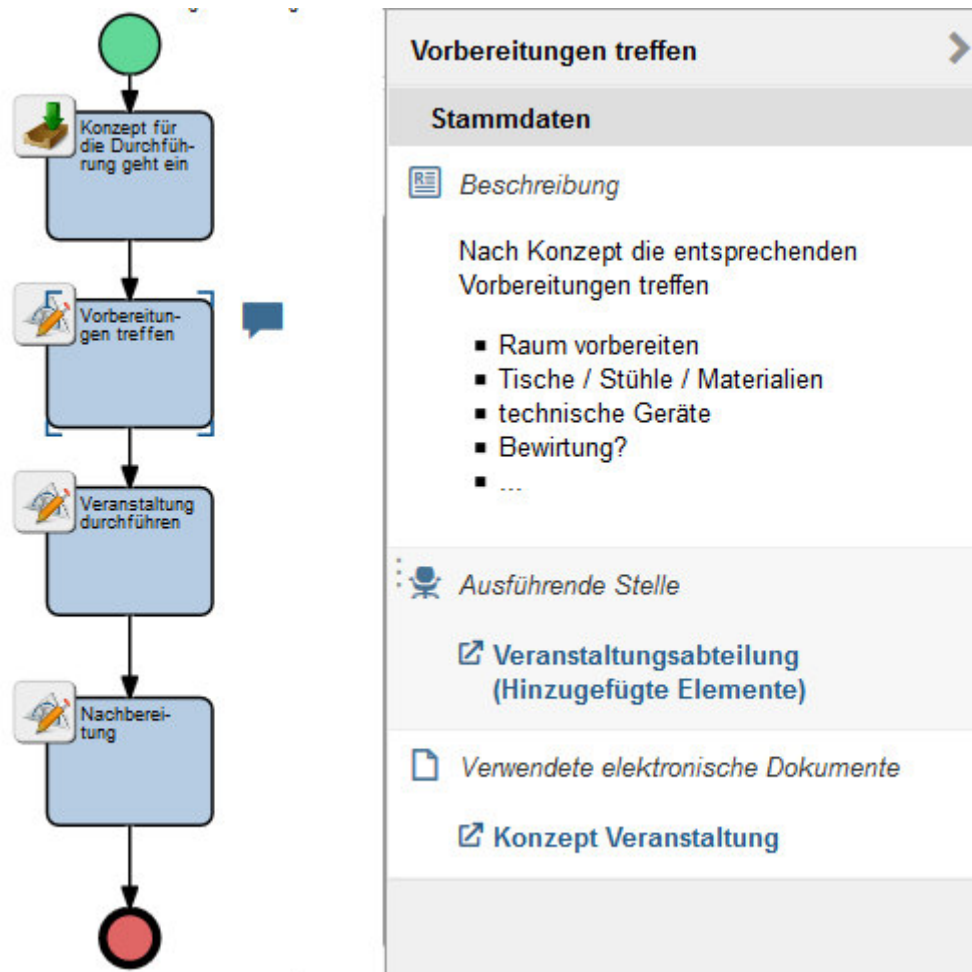 Konzept für
die Durchfüh-
rung geht ein
Vorbereitun-
gen treffen
Veranstaltung
durchführen
Nachberei-
tung
Vorbereitungen treffen
Stammdaten
Beschreibung
Nach Konzept die entsprechenden
Vorbereitungen treffen
▪ Raum vorbereiten
▪ Tische / Stühle / Materialien
▪ technische Geräte
▪ Bewirtung?
▪ ...
Ausführende Stelle
Veranstaltungsabteilung
(Hinzugefügte Elemente)
Verwendete elektronische Dokumente
Konzept Veranstaltung